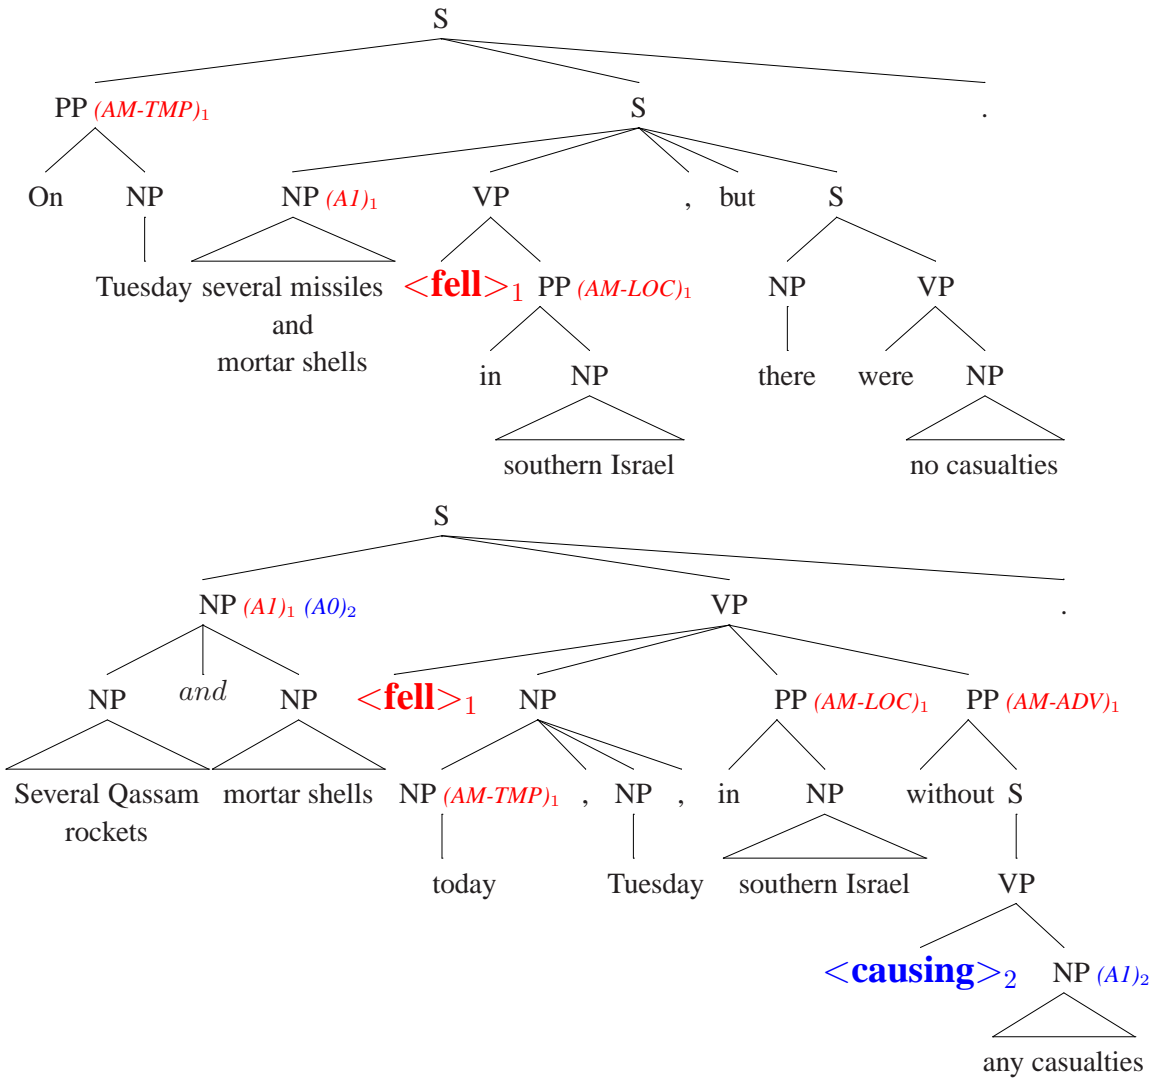 S
PP (AM-TMP)1 S .
On NP NP (A1)1 VP , but S
Tuesday several missiles <fell>1 PP (AM-LOC)1 NP VP
and
mortar shells in NP there were NP
southern Israel no casualties
S
NP (A1)1 (A0)2 VP .
NP and NP <fell>1 NP PP (AM-LOC)1 PP (AM-ADV)1
Several Qassam mortar shells NP (AM-TMP)1 , NP , in NP without S
rockets
today Tuesday southern Israel VP
<causing>2 NP (A1)2
any casualties